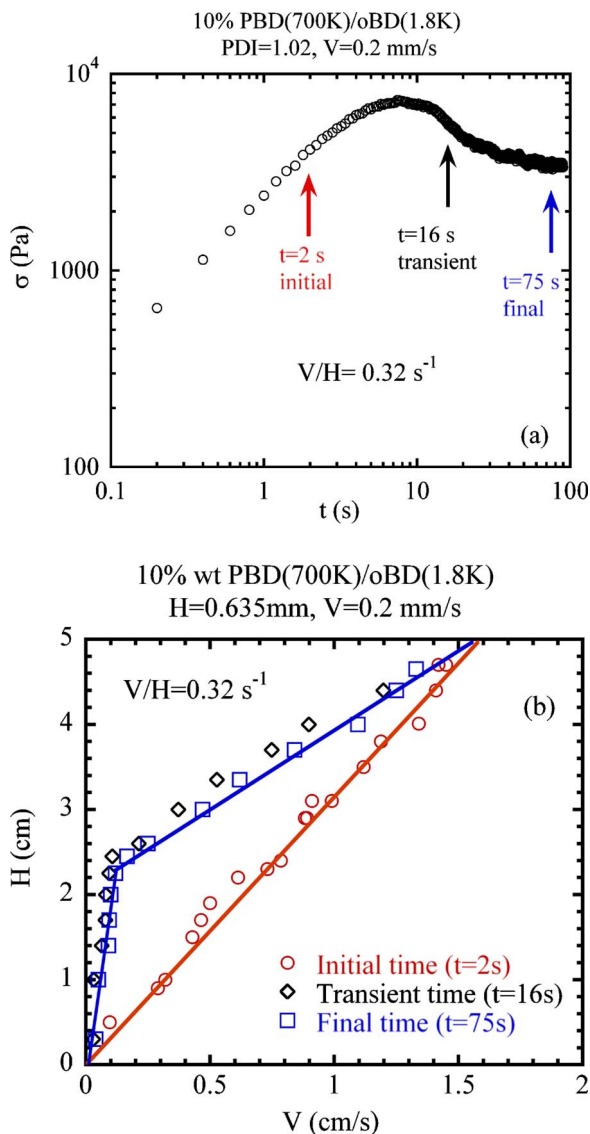 10% PBD(700K)/oBD(1.8K)
PDI=1.02, V=0.2 mm/s
10⁴
1000
100
σ (Pa)
t=2 s
initial
t=16 s
transient
t=75 s
final
V/H= 0.32 s⁻¹
(a)
0.1
1
10
100
t (s)
10% wt PBD(700K)/oBD(1.8K)
H=0.635mm, V=0.2 mm/s
5
4
3
2
1
0
H (cm)
V/H=0.32 s⁻¹
(b)
Initial time (t=2s)
Transient time (t=16s)
Final time (t=75s)
0
0.5
1
1.5
2
V (cm/s)